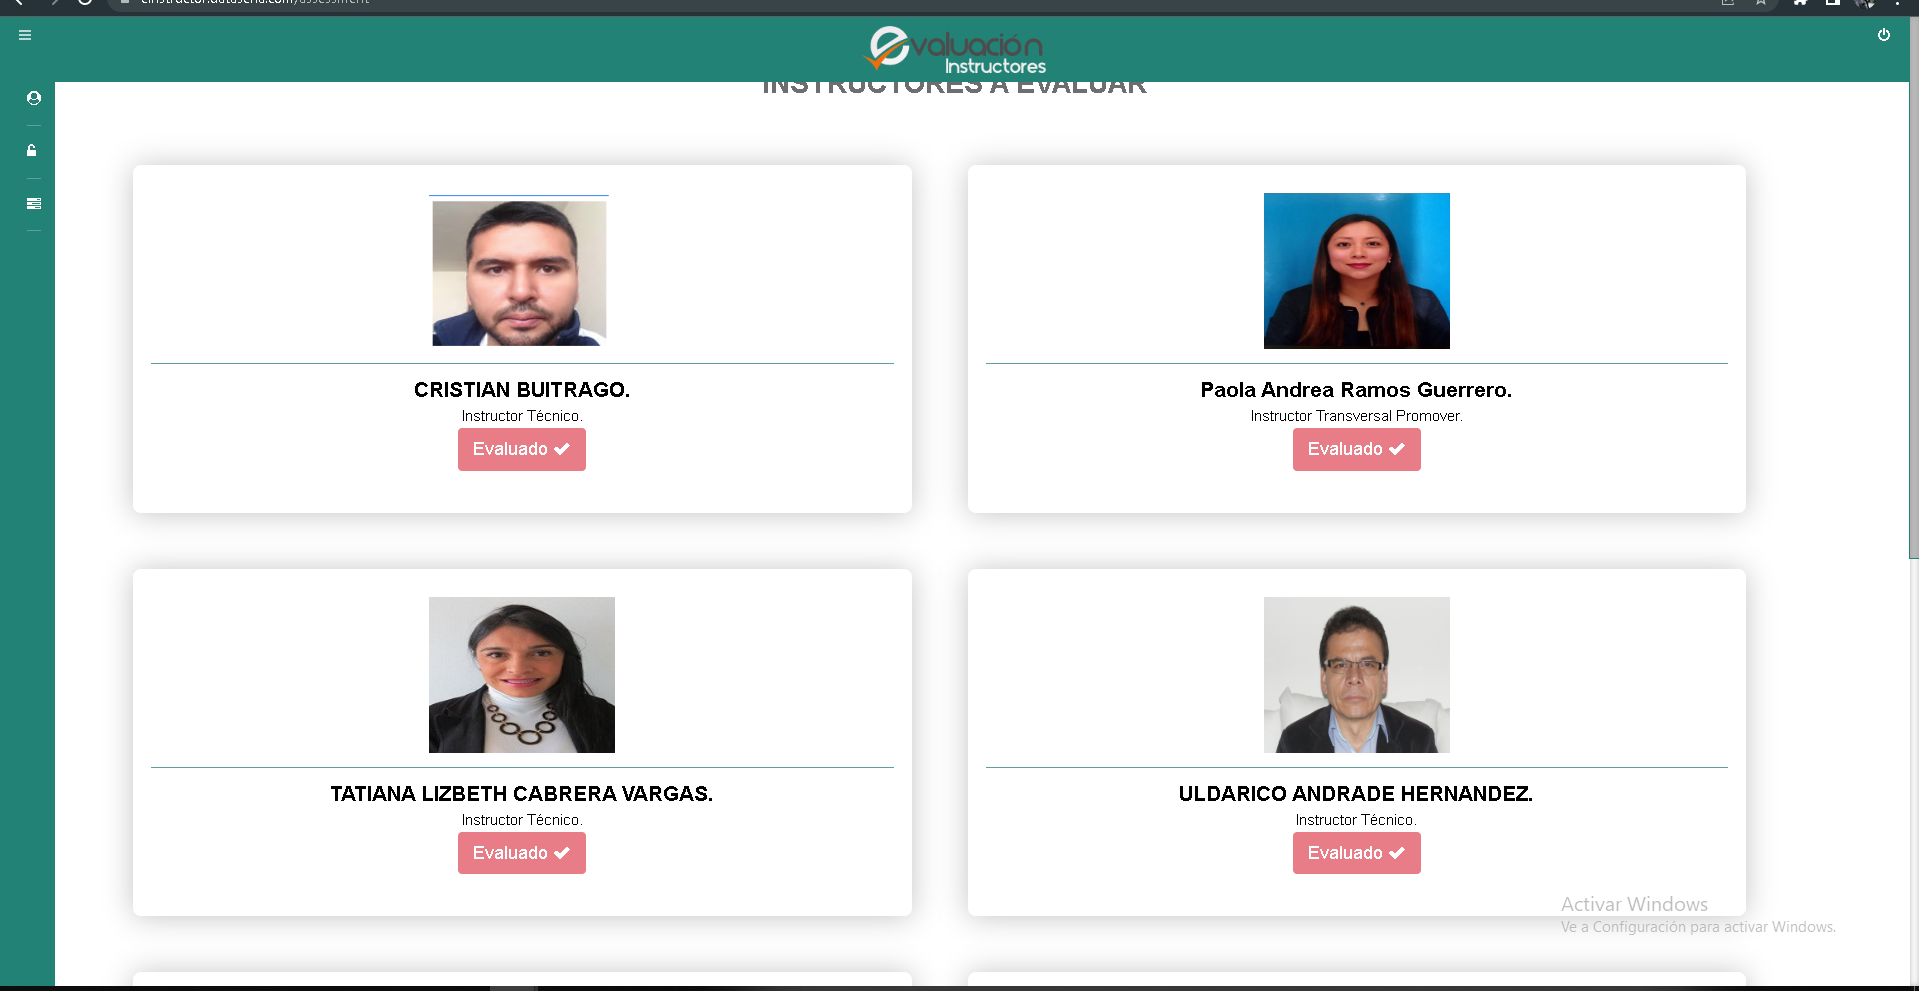 evaluación
Instructores
INSTRUCTORES A EVALUAR
CRISTIAN BUITRAGO.
Instructor Técnico.
Evaluado
Paola Andrea Ramos Guerrero.
Instructor Transversal Promover.
Evaluado
TATIANA LIZBETH CABRERA VARGAS.
Instructor Técnico.
Evaluado
ULDARICO ANDRADE HERNANDEZ.
Instructor Técnico.
Evaluado
Activar Windows
Ve a Configuración para activar Windows.